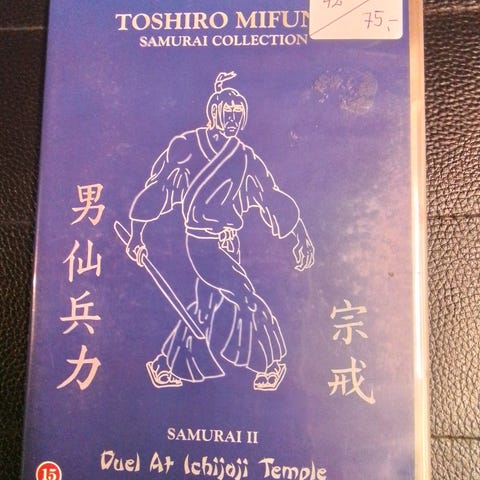 TOSHIRO MIFUN
SAMURAI COLLECTION
75,-
男仙兵力
宗戒
SAMURAI II
Duel At Ichijoji Temple
15